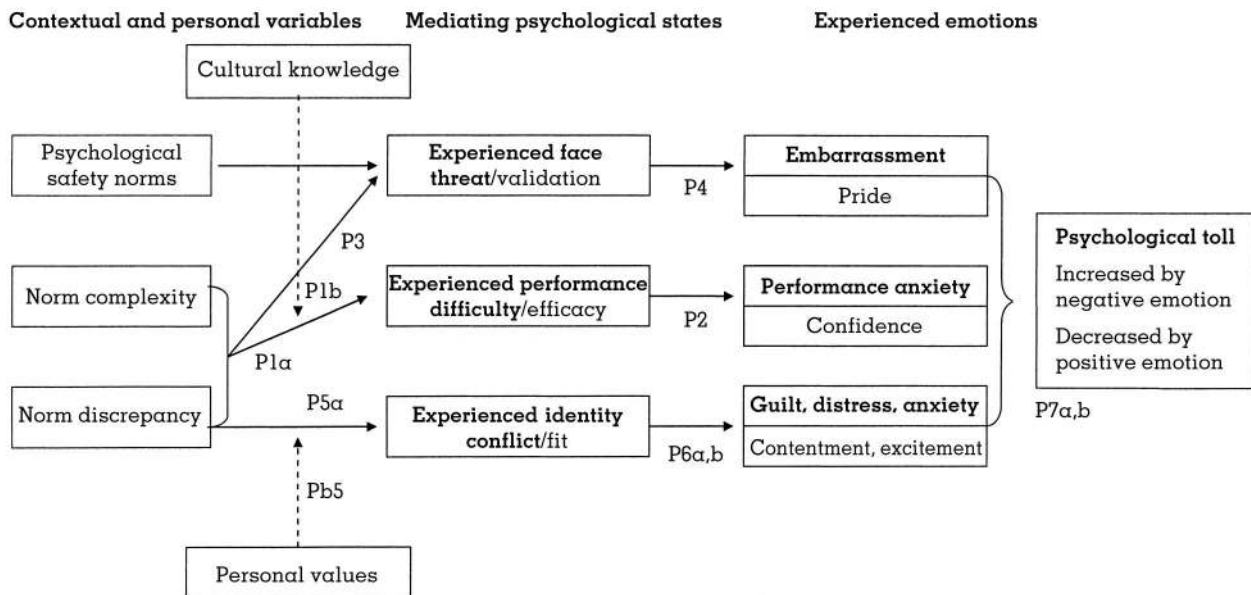 Contextual and personal variables
Mediating psychological states
Experienced emotions
Cultural knowledge
Psychological
safety norms
Experienced face
threat/validation
P4
Embarrassment
Pride
P3
Norm complexity
P1b
Experienced performance
difficulty/efficacy
P2
Performance anxiety
Confidence
Psychological toll
Increased by
negative emotion
Decreased by
positive emotion
P1a
Norm discrepancy
P5a
Experienced identity
conflict/fit
P6a,b
Guilt, distress, anxiety
Contentment, excitement
P7a,b
Pb5
Personal values